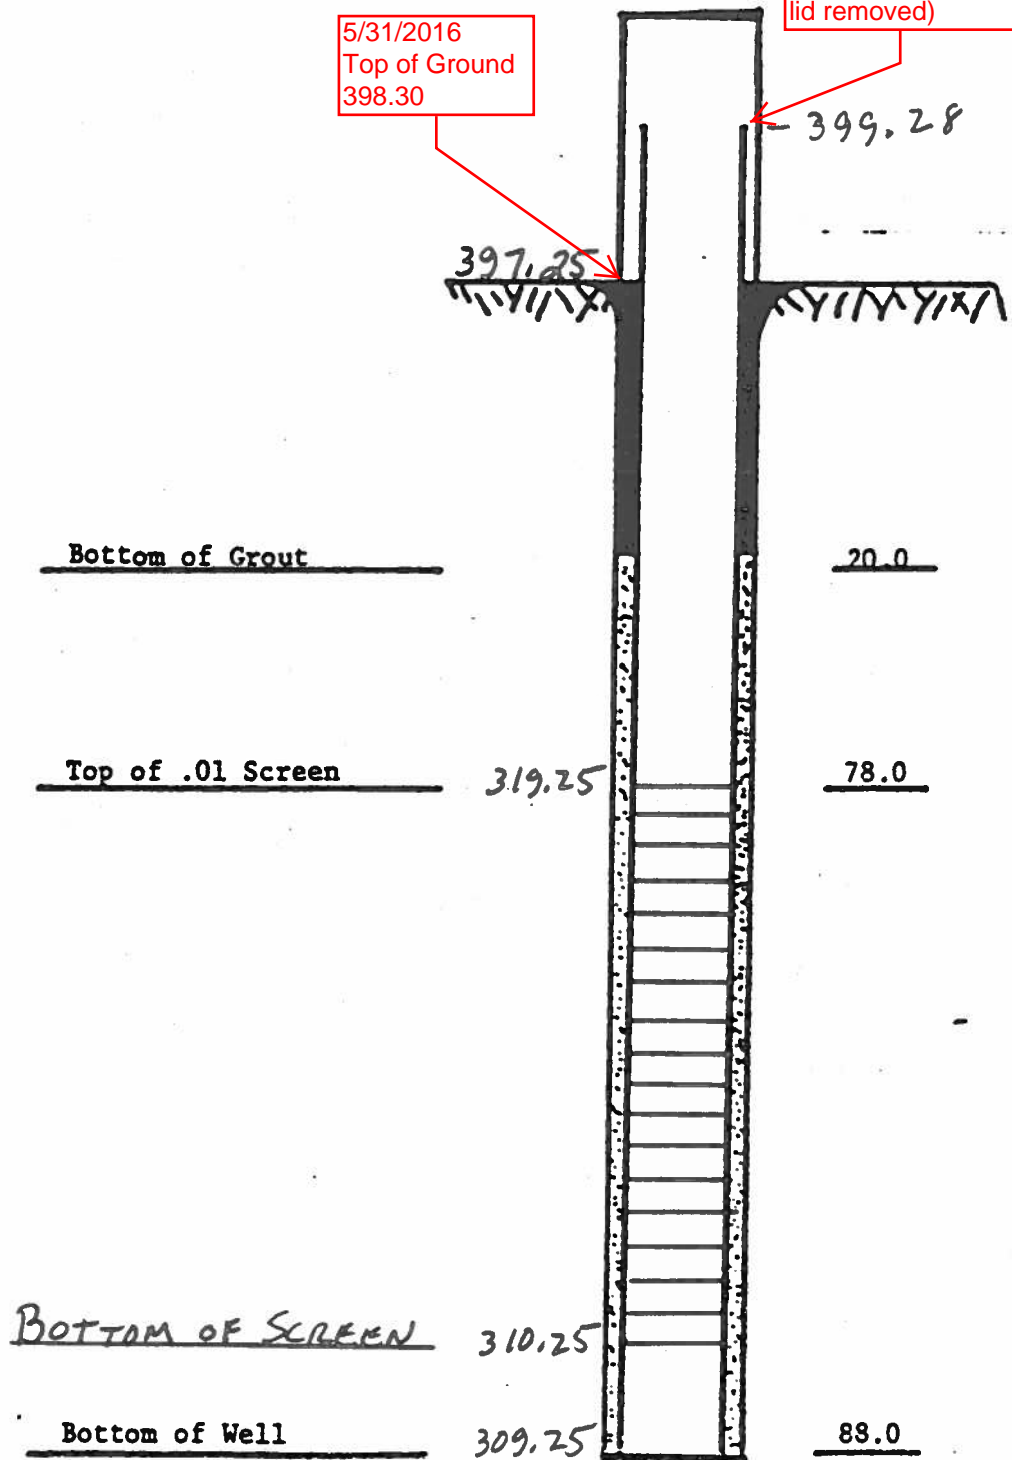 lid removed)
5/31/2016
Top of Ground
398.30
399.28
397.25
Bottom of Grout 20.0
Top of .01 Screen 319.25 78.0
BOTTOM OF SCREEN 310.25
Bottom of Well 309.25 88.0